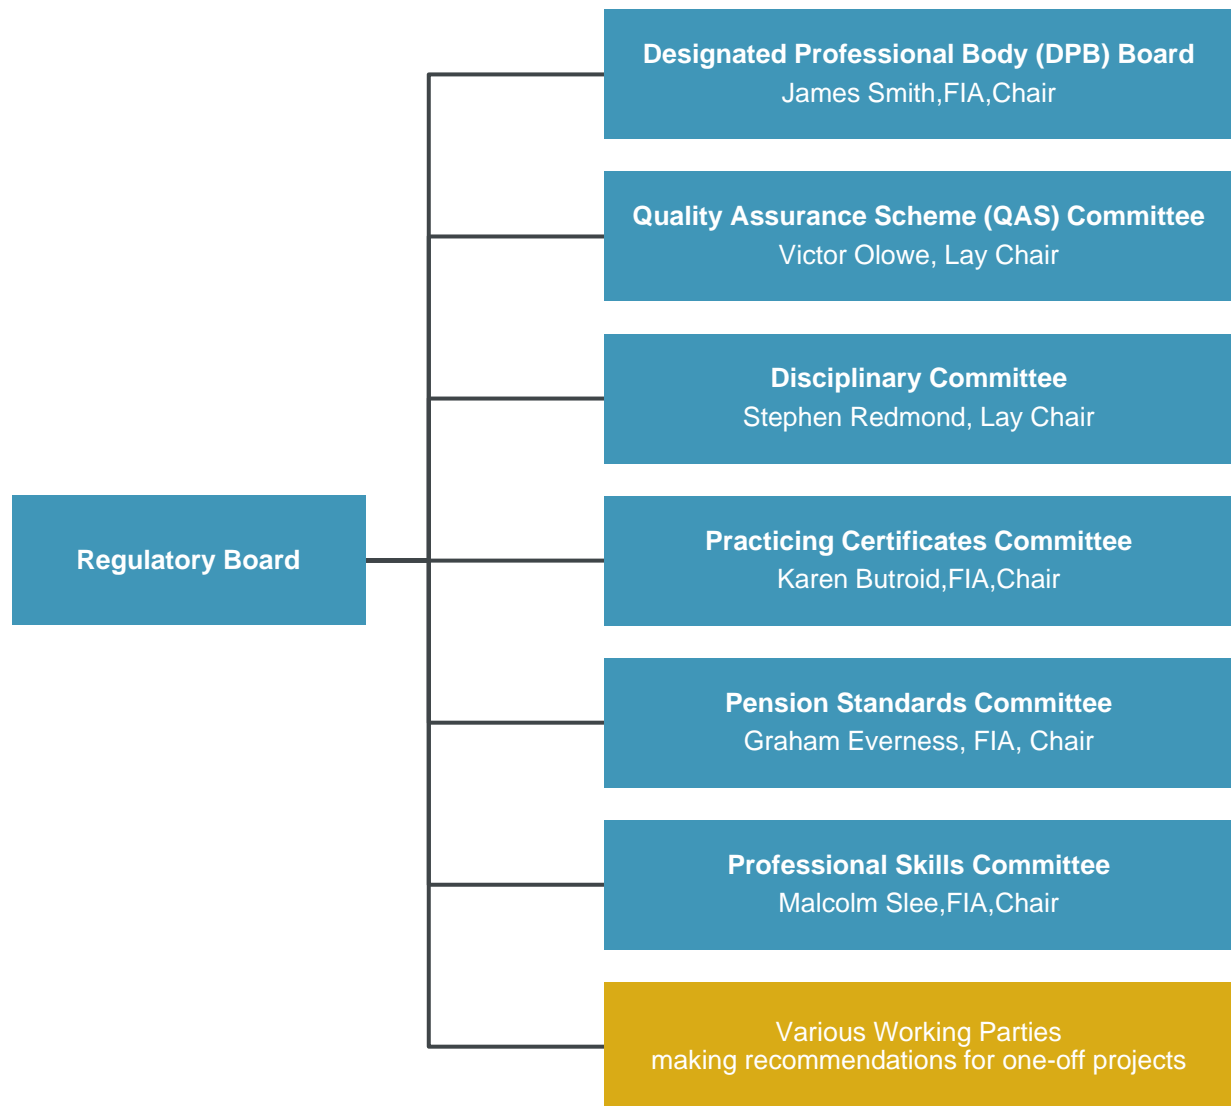 Designated Professional Body (DPB) Board
James Smith,FIA,Chair
Quality Assurance Scheme (QAS) Committee
Victor Olowe, Lay Chair
Disciplinary Committee
Stephen Redmond, Lay Chair
Regulatory Board
Practicing Certificates Committee
Karen Butroid,FIA,Chair
Pension Standards Committee
Graham Everness, FIA, Chair
Professional Skills Committee
Malcolm Slee,FIA,Chair
Various Working Parties
making recommendations for one-off projects